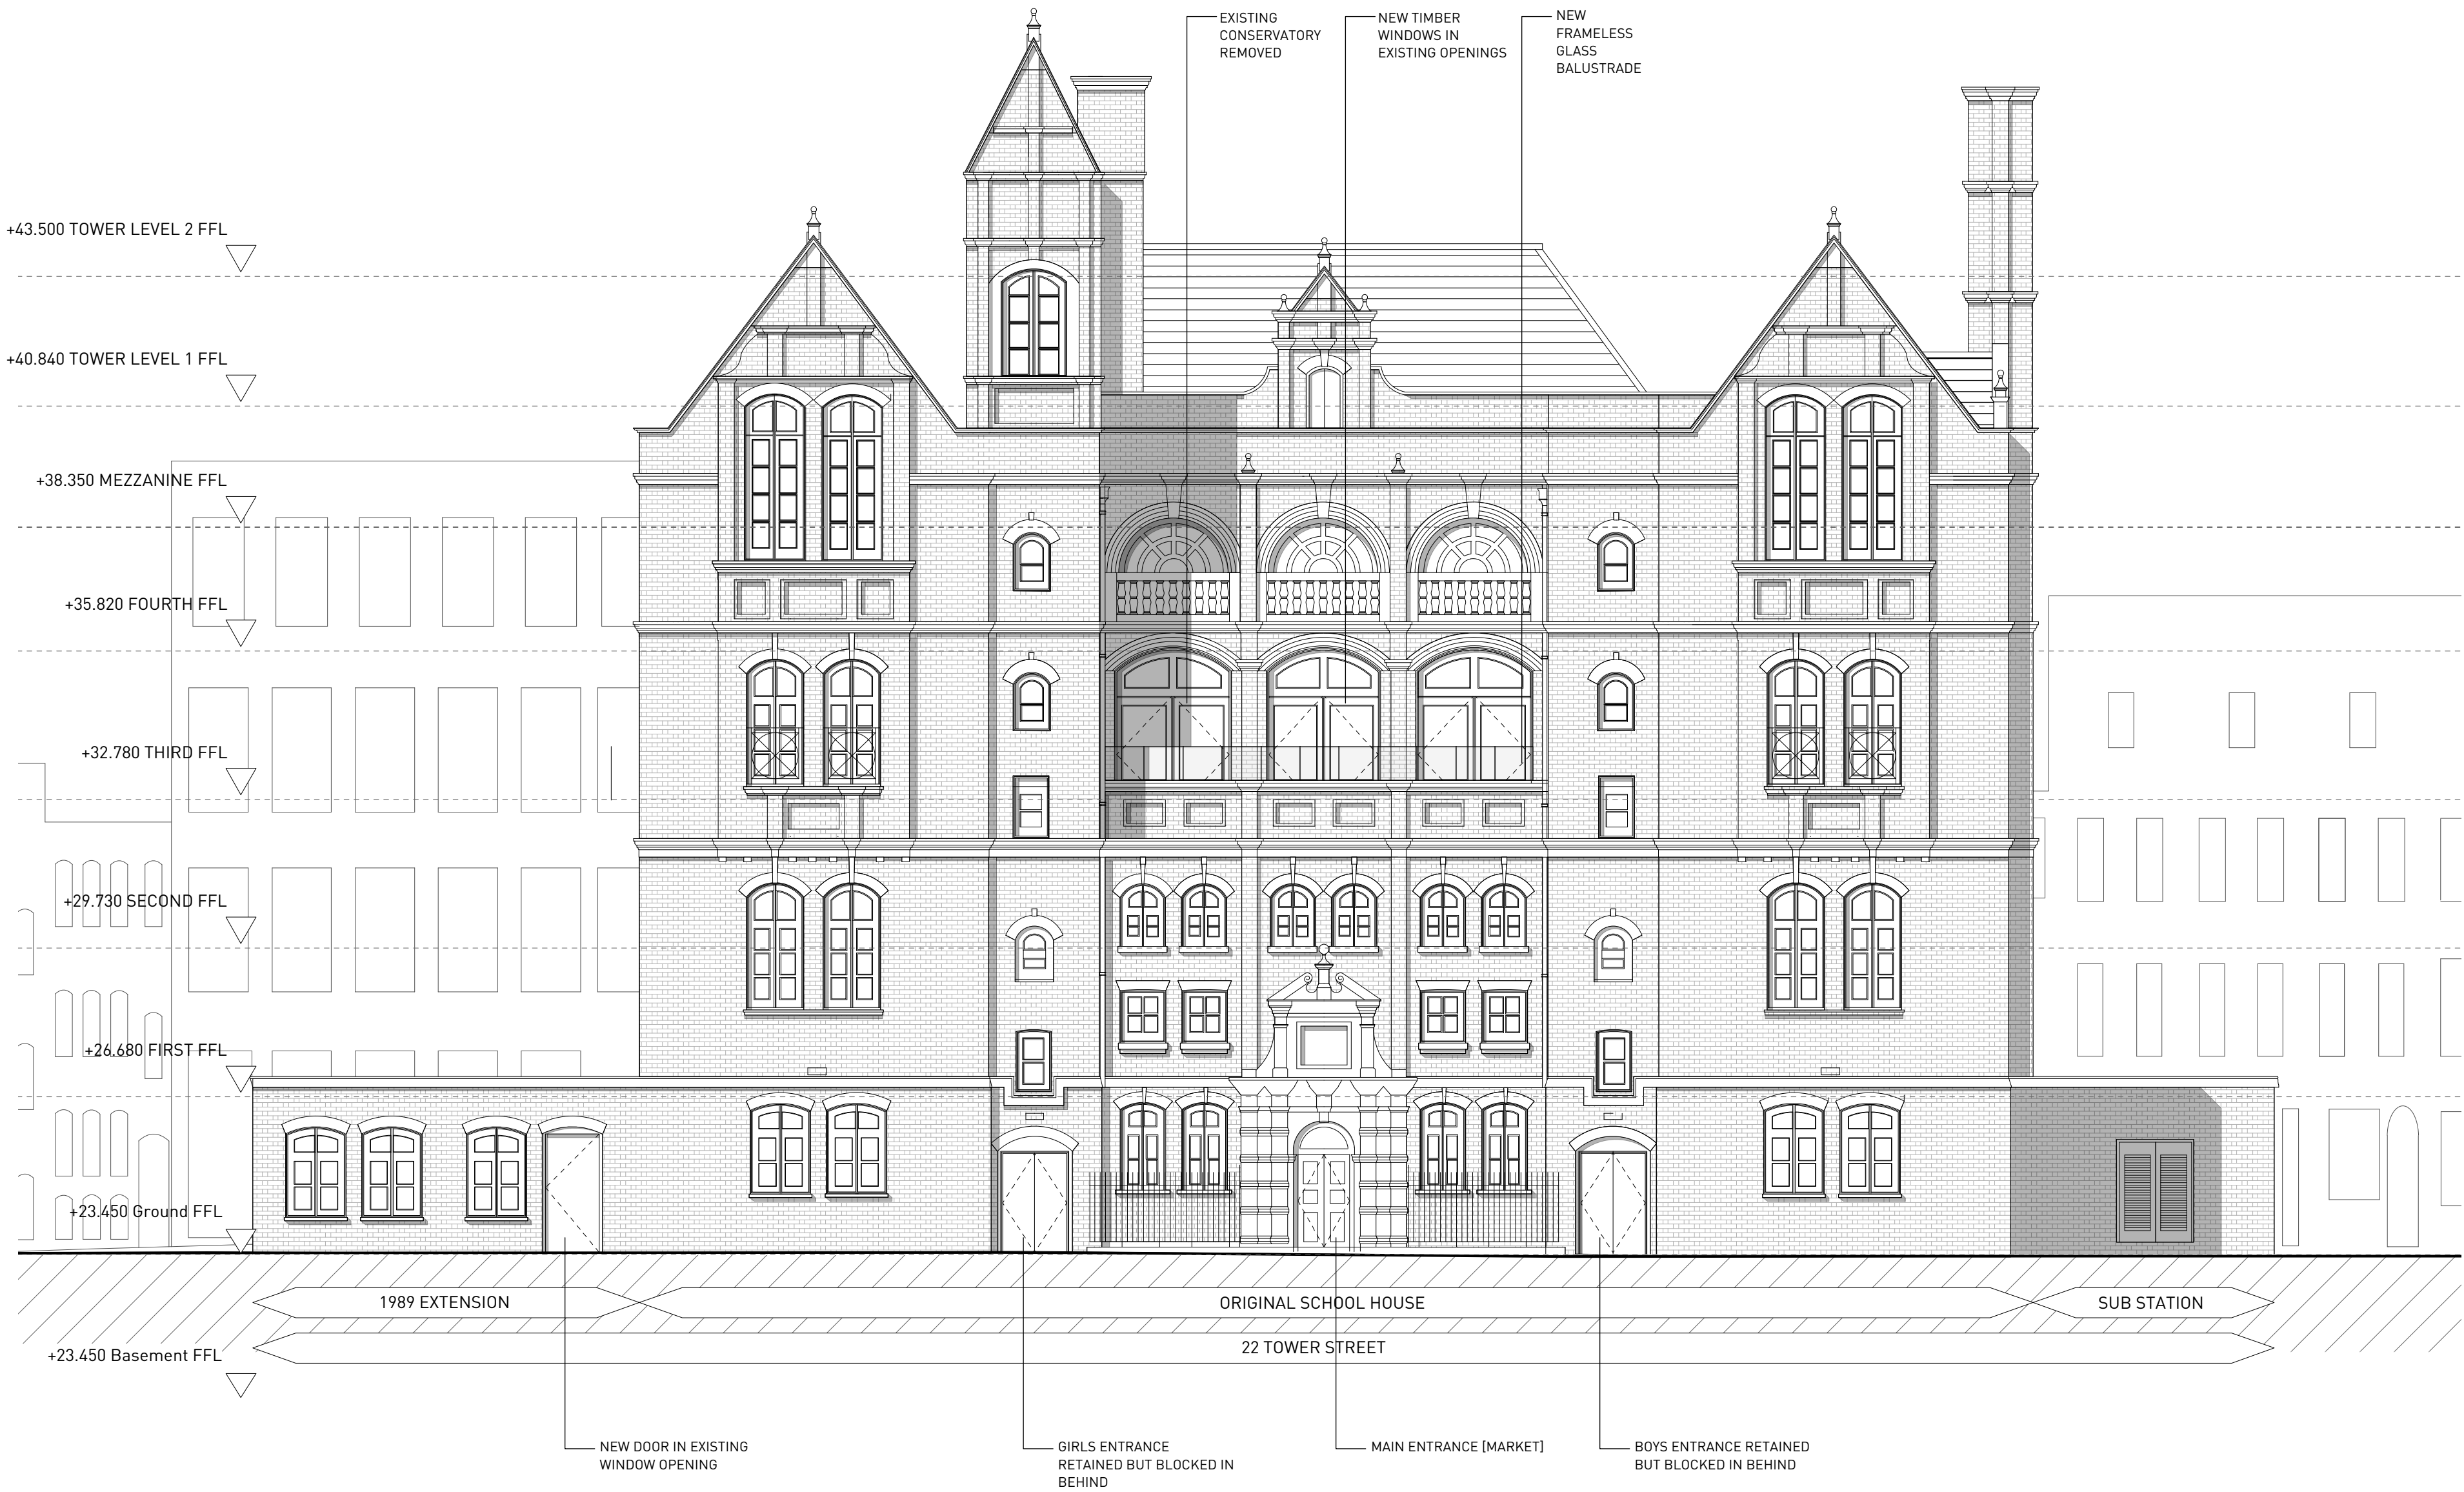 EXISTING
CONSERVATORY
REMOVED
NEW TIMBER
WINDOWS IN
EXISTING OPENINGS
NEW
FRAMELESS
GLASS
BALUSTRADE
+43.500 TOWER LEVEL 2 FFL
+40.840 TOWER LEVEL 1 FFL
+38.350 MEZZANINE FFL
+35.820 FOURTH FFL
+32.780 THIRD FFL
+29.730 SECOND FFL
+26.680 FIRST FFL
+23.450 Ground FFL
1989 EXTENSION
ORIGINAL SCHOOL HOUSE
SUB STATION
22 TOWER STREET
+23.450 Basement FFL
NEW DOOR IN EXISTING
WINDOW OPENING
GIRLS ENTRANCE
RETAINED BUT BLOCKED IN
BEHIND
MAIN ENTRANCE [MARKET]
BOYS ENTRANCE RETAINED
BUT BLOCKED IN BEHIND